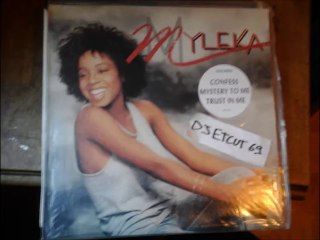 MYLEKA
CONFESS
MYSTERY TO ME
TRUST IN ME
DJ ETCUT 69